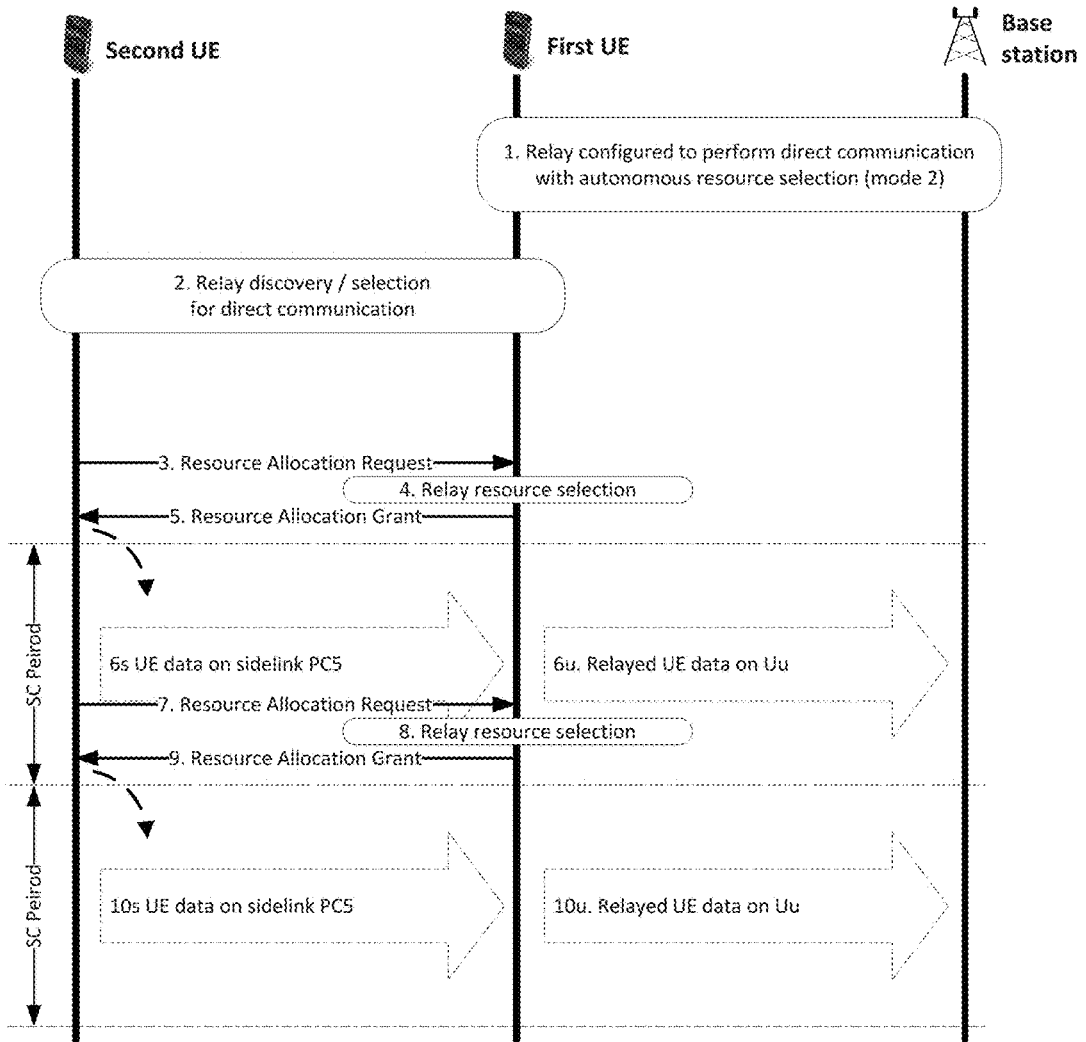 Second UE
First UE
Base
station
1. Relay configured to perform direct communication
with autonomous resource selection (mode 2)
2. Relay discovery / selection
for direct communication
3. Resource Allocation Request
4. Relay resource selection
5. Resource Allocation Grant
SC Peirod
6s UE data on sidelink PC5
6u. Relayed UE data on Uu
7. Resource Allocation Request
8. Relay resource selection
9. Resource Allocation Grant
SC Peirod
10s UE data on sidelink PC5
10u. Relayed UE data on Uu